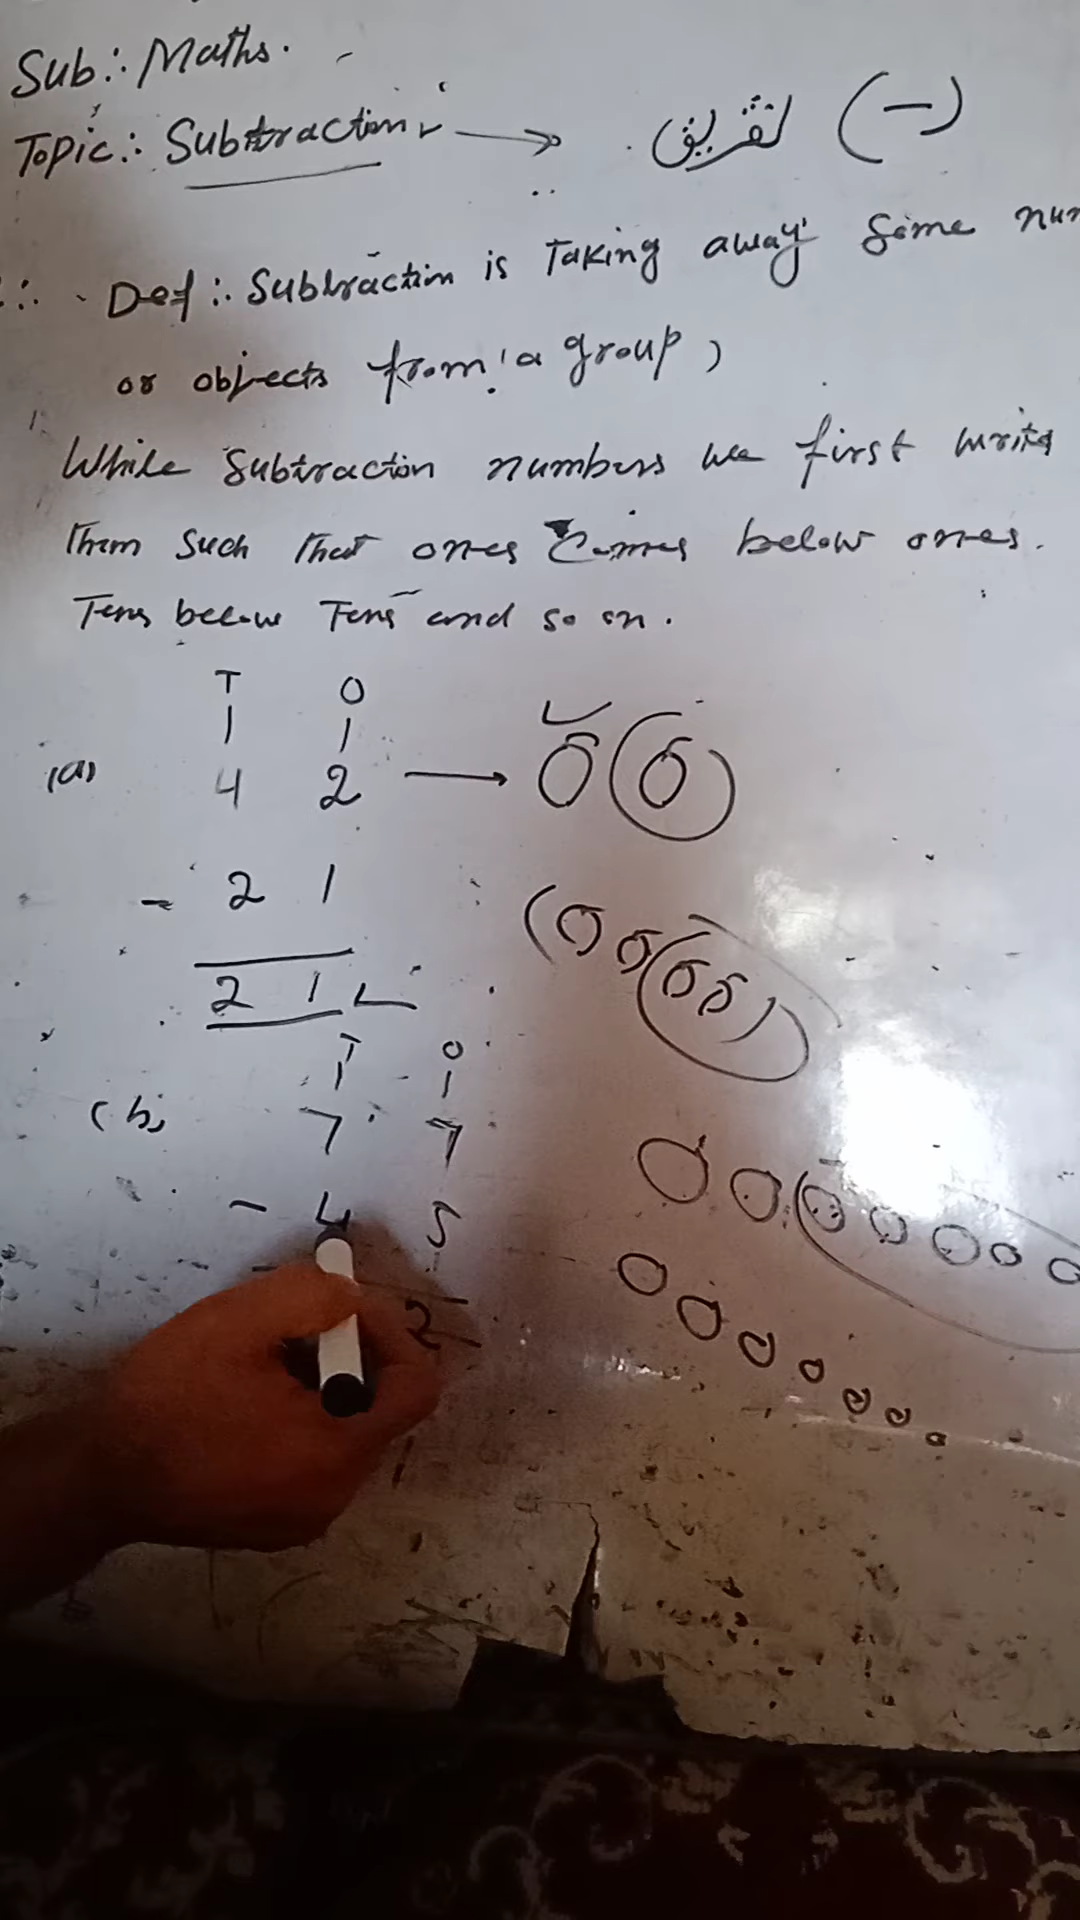 Sub:. Maths.
Topic:. Subtraction → تفریق (-)
Def:. Subtraction is Taking away Some num
or objects from a group,
While Subtraction numbers we first write
them such that ones comes below ones.
Tens below Tens and so on.
T O
(a) 4 2 →
- 2 1
2 1
T O
(b) 7 7
- 4 5
2